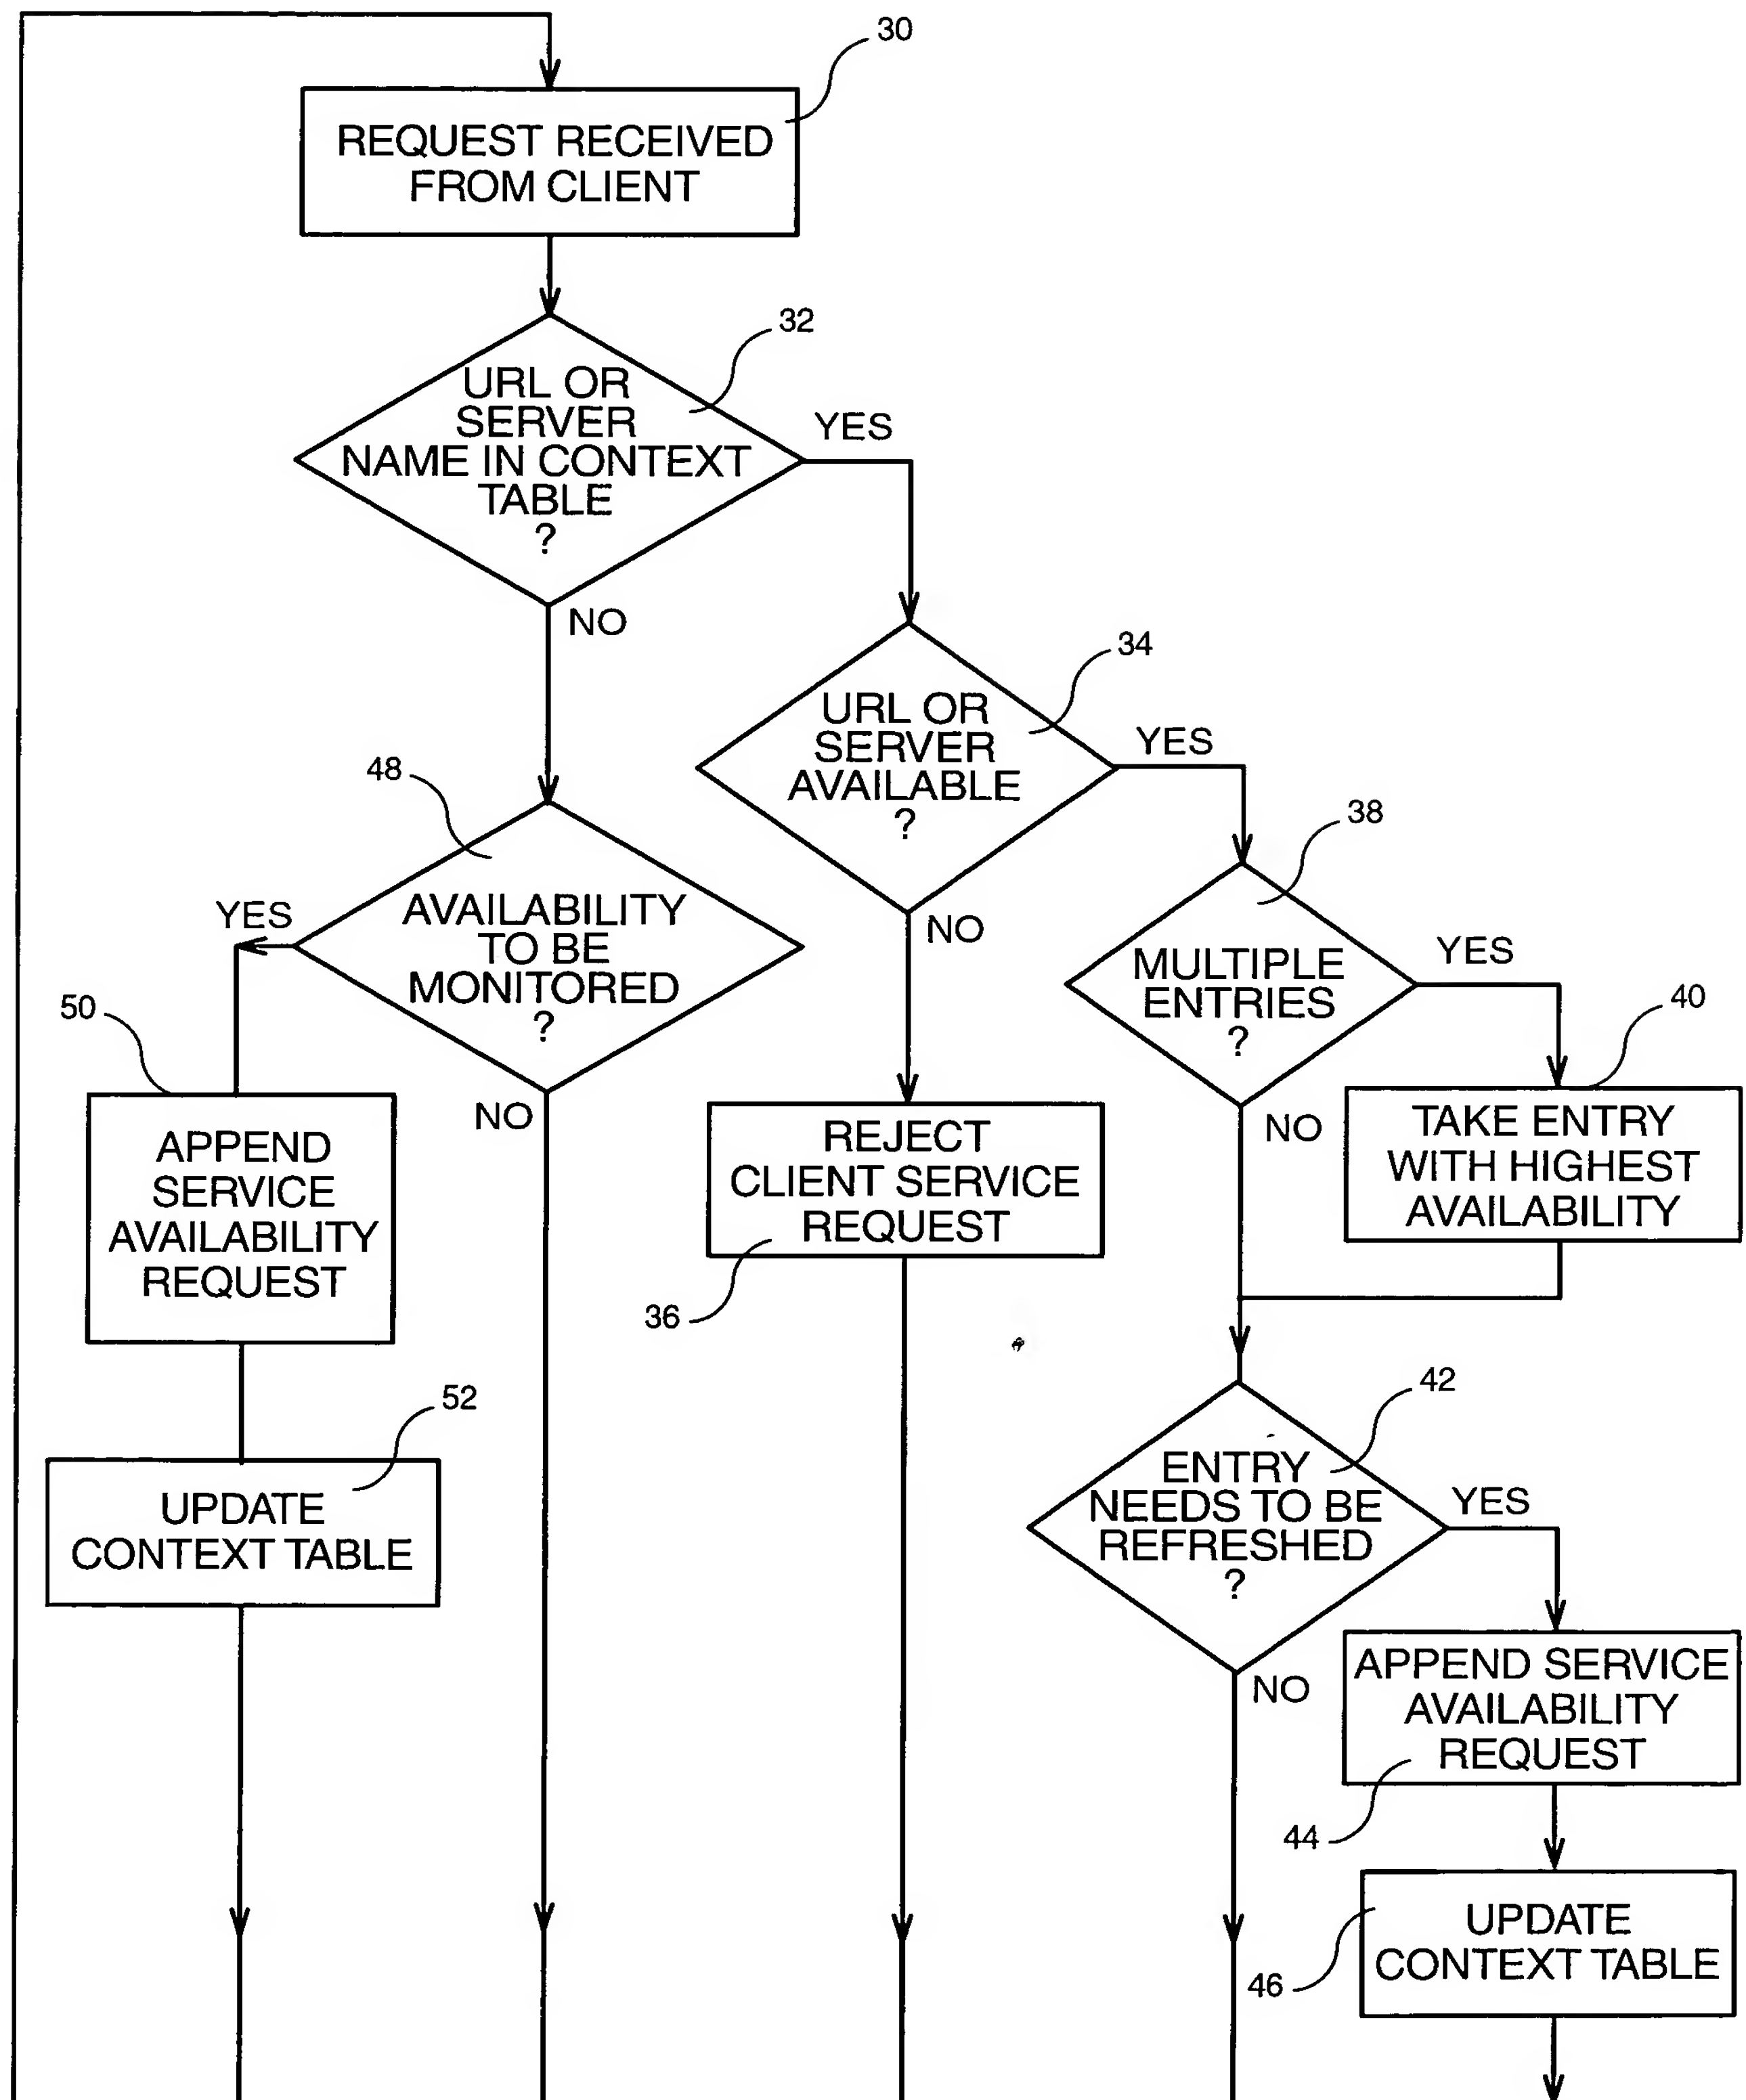 30
REQUEST RECEIVED
FROM CLIENT
32
URL OR
SERVER
NAME IN CONTEXT
TABLE
?
YES
NO
34
URL OR
SERVER
AVAILABLE
?
YES
NO
48
AVAILABILITY
TO BE
MONITORED
?
YES
NO
38
MULTIPLE
ENTRIES
?
YES
NO
40
TAKE ENTRY
WITH HIGHEST
AVAILABILITY
50
APPEND
SERVICE
AVAILABILITY
REQUEST
REJECT
CLIENT SERVICE
REQUEST
36
52
UPDATE
CONTEXT TABLE
42
ENTRY
NEEDS TO BE
REFRESHED
?
YES
NO
APPEND SERVICE
AVAILABILITY
REQUEST
44
UPDATE
CONTEXT TABLE
46